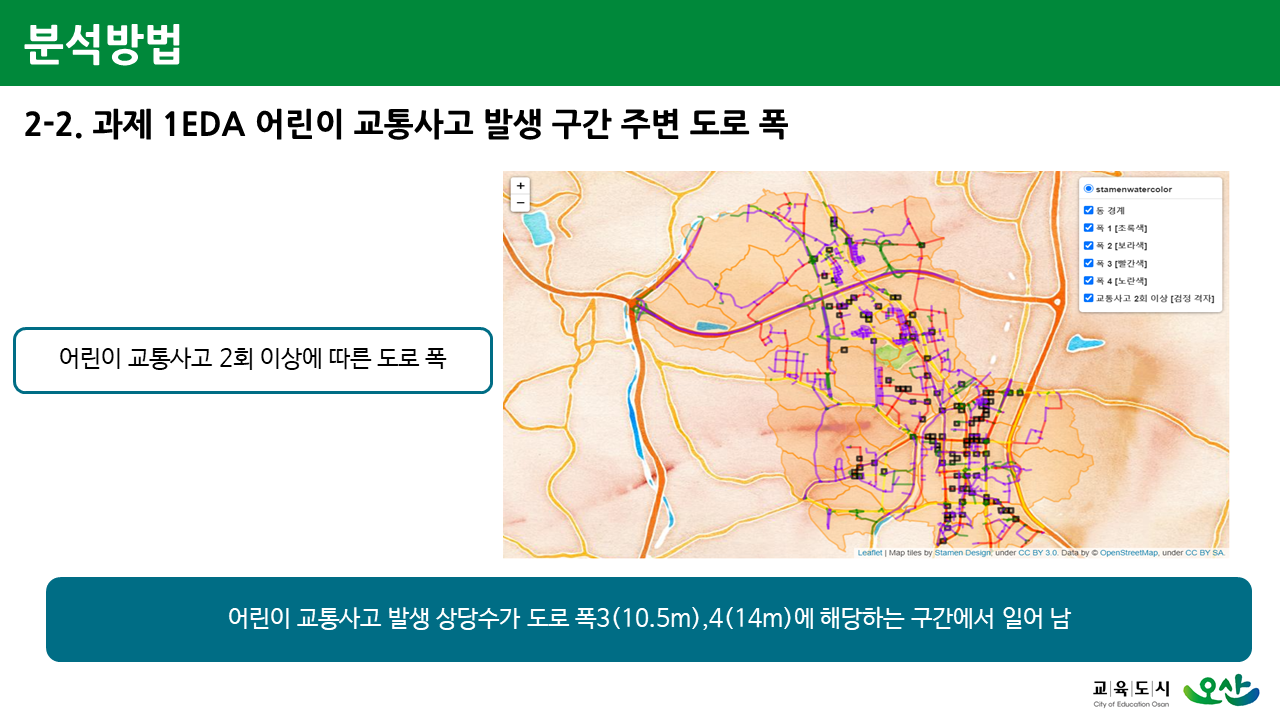 분석방법
2-2. 과제 1EDA 어린이 교통사고 발생 구간 주변 도로 폭
+
−
stamenwatercolor
동 경계
폭 1 [초록색]
폭 2 [보라색]
폭 3 [빨간색]
폭 4 [노란색]
교통사고 2회 이상 [검정 격자]
어린이 교통사고 2회 이상에 따른 도로 폭
Leaflet | Map tiles by Stamen Design, under CC BY 3.0. Data by © OpenStreetMap, under CC BY SA.
어린이 교통사고 발생 상당수가 도로 폭3(10.5m),4(14m)에 해당하는 구간에서 일어 남
교육도시 오산
City of Education Osan